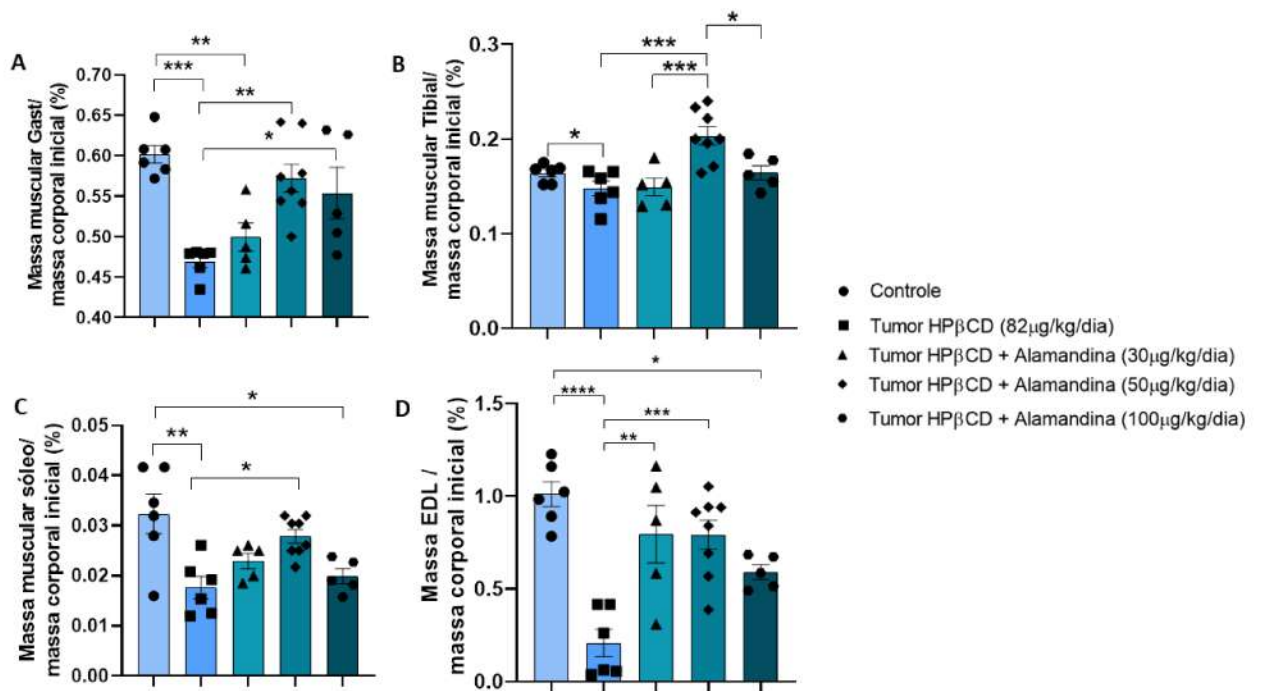 A
Massa muscular Gast/
massa corporal inicial (%)
0.70
0.65
0.60
0.55
0.50
0.45
0.40
**
***
**
*
B
Massa muscular Tibial/
massa corporal inicial (%)
0.3
0.2
0.1
0.0
*
***
***
*
Controle
Tumor HPβCD (82µg/kg/dia)
Tumor HPβCD + Alamandina (30µg/kg/dia)
Tumor HPβCD + Alamandina (50µg/kg/dia)
Tumor HPβCD + Alamandina (100µg/kg/dia)
C
Massa muscular sóleo/
massa corporal inicial (%)
0.05
0.04
0.03
0.02
0.01
0.00
*
**
*
D
Massa EDL /
massa corporal inicial (%)
1.5
1.0
0.5
0.0
*
****
***
**